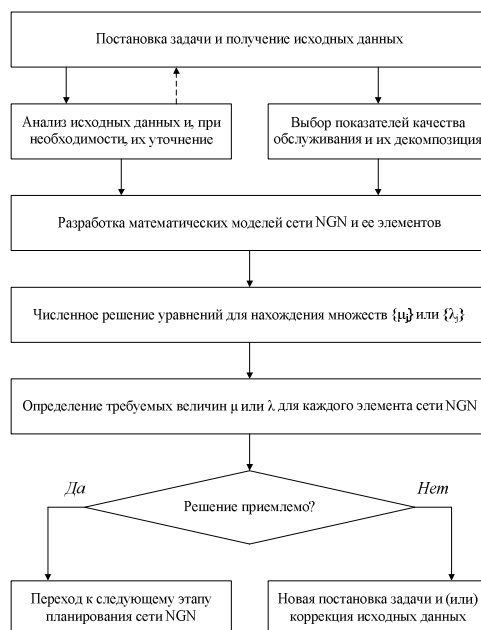 Постановка задачи и получение исходных данных
Анализ исходных данных и, при
необходимости, их уточнение
Выбор показателей качества
обслуживания и их декомпозиция
Разработка математических моделей сети NGN и ее элементов
Численное решение уравнений для нахождения множеств {μj} или {λj}
Определение требуемых величин μ или λ для каждого элемента сети NGN
Да
Решение приемлемо?
Нет
Переход к следующему этапу
планирования сети NGN
Новая постановка задачи и (или)
коррекция исходных данных